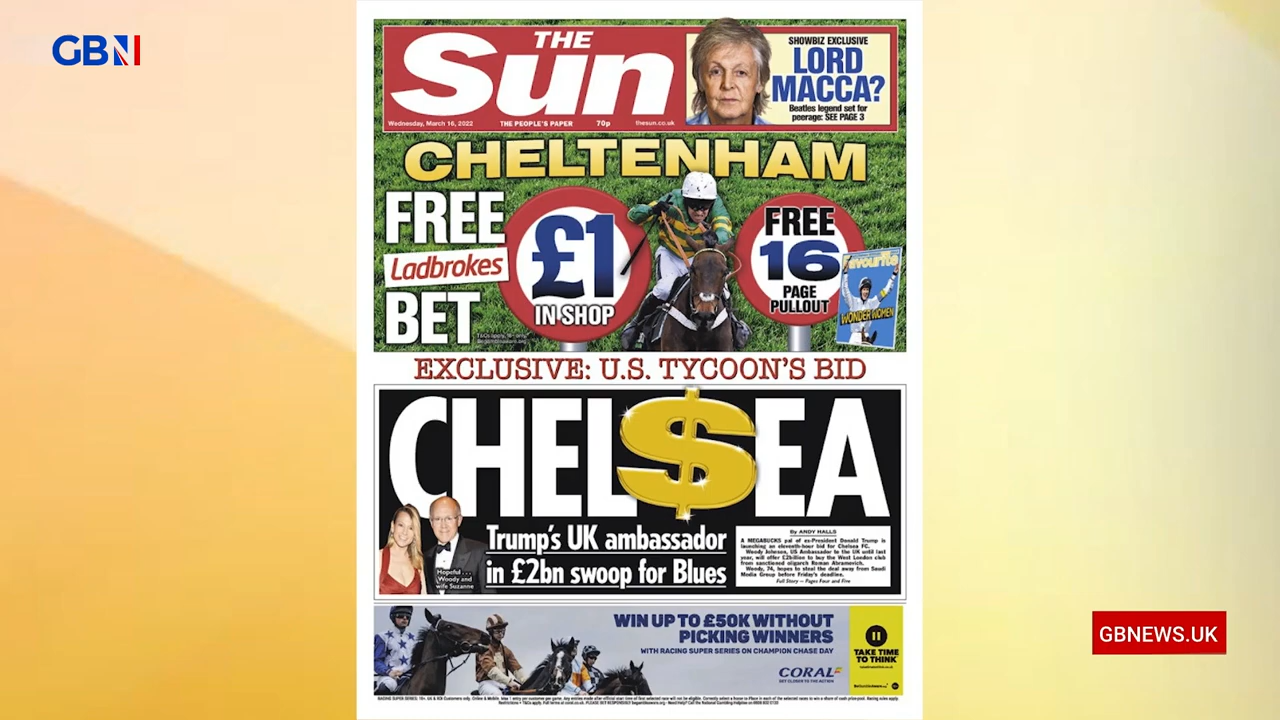 GBN
THE
Sun
Wednesday, March 16, 2022
THE PEOPLE'S PAPER
70p
thesun.co.uk
SHOWBIZ EXCLUSIVE
LORD
MACCA?
Beatles legend set for
peerage: SEE PAGE 3
CHELTENHAM
FREE
Ladbrokes
BET
£1
IN SHOP
FREE
16
PAGE
PULLOUT
favourite
WONDER WOMEN
EXCLUSIVE: U.S. TYCOON'S BID
CHEL$EA
Hopeful...
Woody and
wife Suzanne
Trump's UK ambassador
in £2bn swoop for Blues
By ANDY HALLS
A MEGABUCKS pal of ex-President Donald Trump is
launching an eleventh-hour bid for Chelsea FC.
Woody Johnson, US Ambassador to the UK until last
year, will offer £2billion to buy the West London club
from sanctioned oligarch Roman Abramovich.
Woody, 74, hopes to steal the deal away from Saudi
Media Group before Friday's deadline.
Full Story — Pages Four and Five
WIN UP TO £50K WITHOUT
PICKING WINNERS
WITH RACING SUPER SERIES ON CHAMPION CHASE DAY
CORAL
GET CLOSER TO THE ACTION
TAKE TIME
TO THINK
GBNEWS.UK